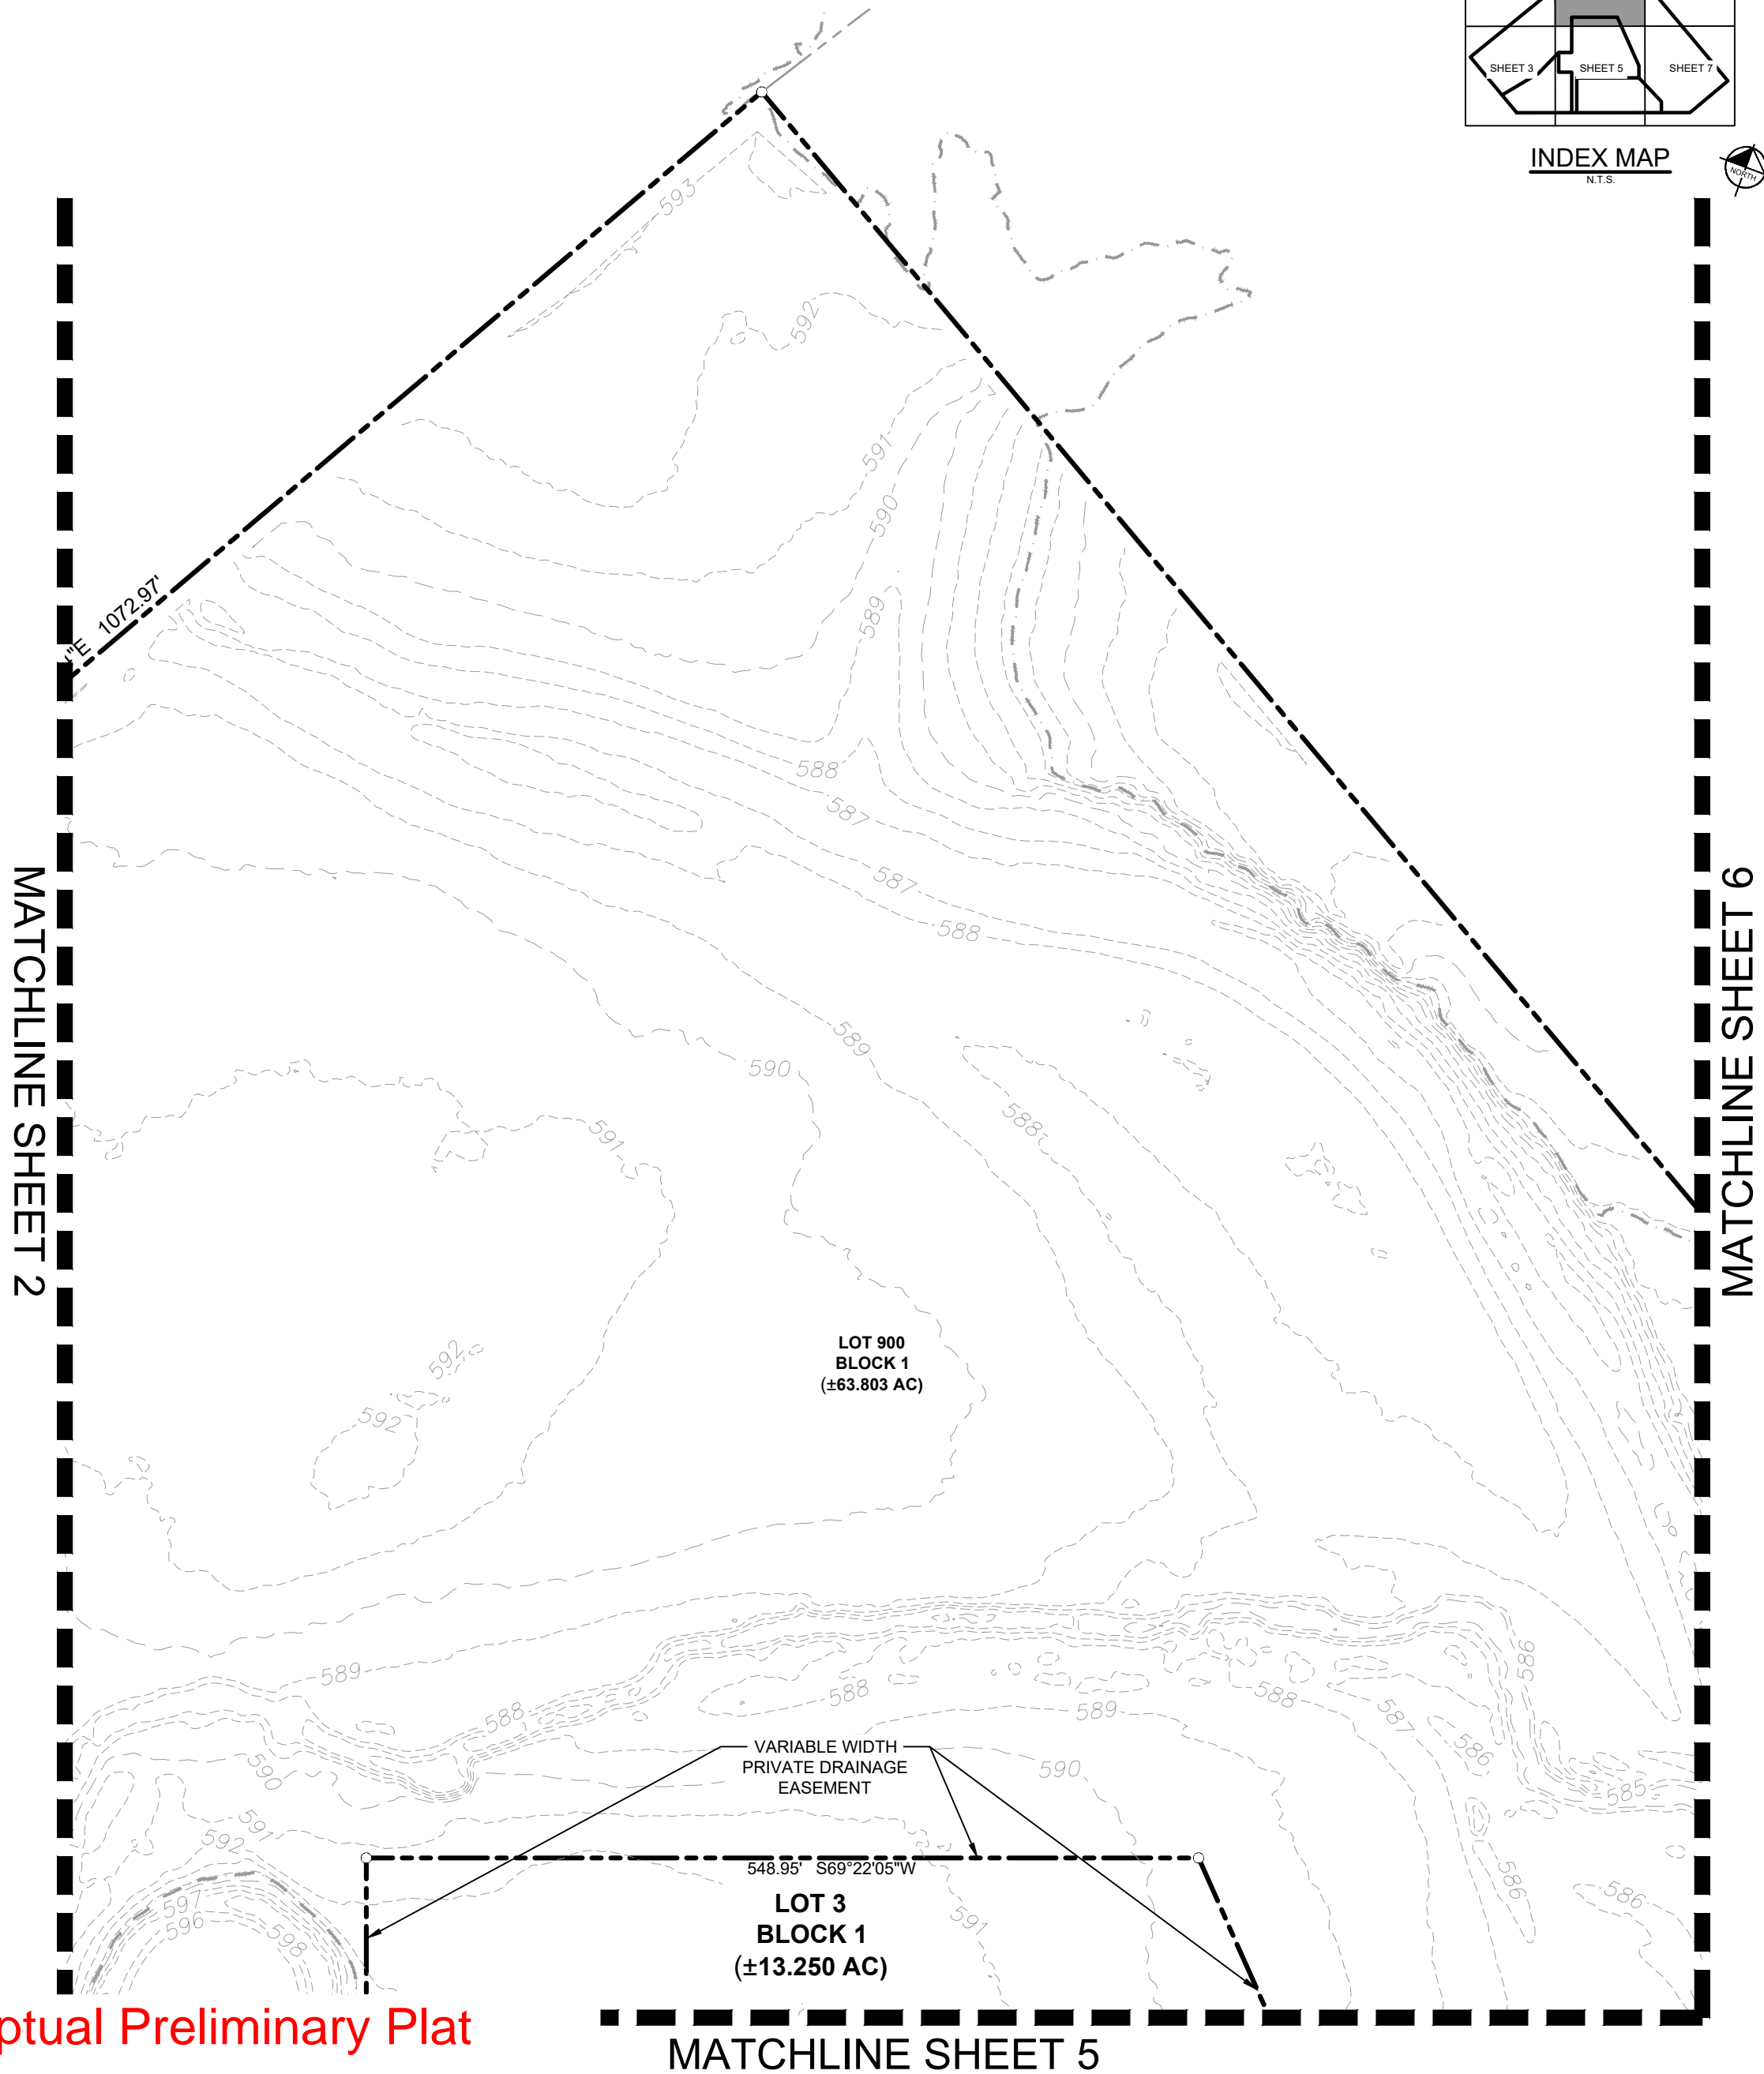 SHEET 3
SHEET 5
SHEET 7
INDEX MAP
N.T.S.
NORTH
593
592
591
590
589
588
587
587
588
589
590
588
591
592
592
"E 1072.97'
MATCHLINE SHEET 2
MATCHLINE SHEET 6
LOT 900
BLOCK 1
(±63.803 AC)
589
588
588
589
588
587
586
586
585
590
590
591
592
597
596
598
591
586
586
VARIABLE WIDTH
PRIVATE DRAINAGE
EASEMENT
548.95' S69°22'05"W
LOT 3
BLOCK 1
(±13.250 AC)
ptual Preliminary Plat
MATCHLINE SHEET 5